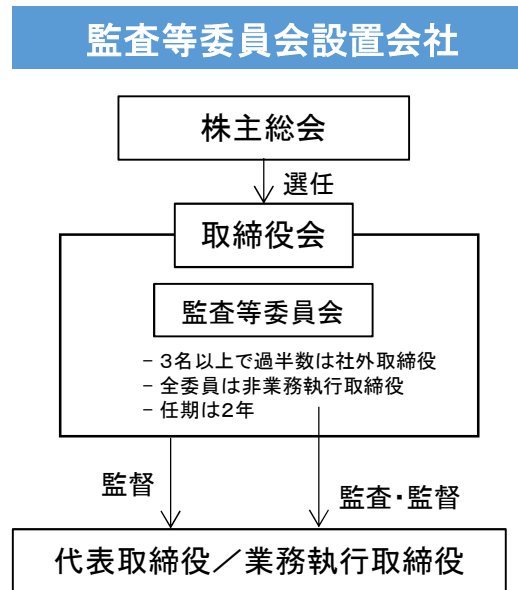 監査等委員会設置会社
株主総会
選任
取締役会
監査等委員会
− 3名以上で過半数は社外取締役
− 全委員は非業務執行取締役
− 任期は2年
監督
監査・監督
代表取締役／業務執行取締役